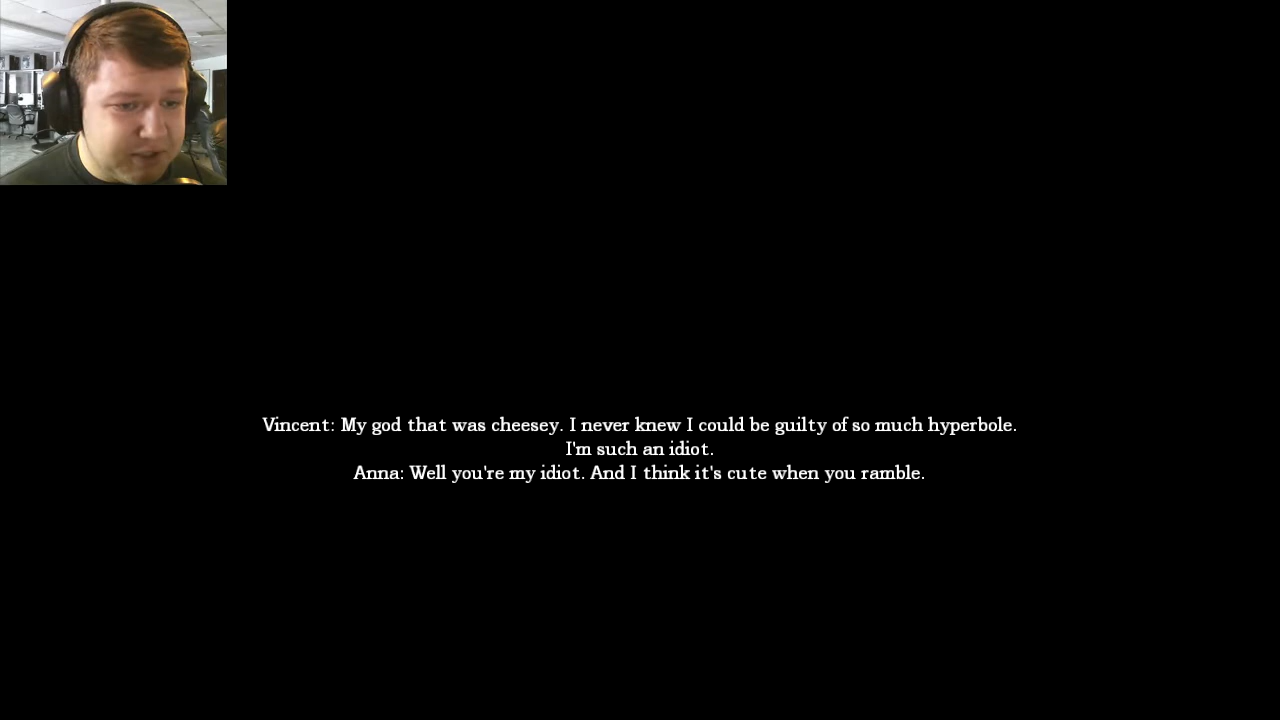 Vincent: My god that was cheesey. I never knew I could be guilty of so much hyperbole.
I'm such an idiot.
Anna: Well you're my idiot. And I think it's cute when you ramble.